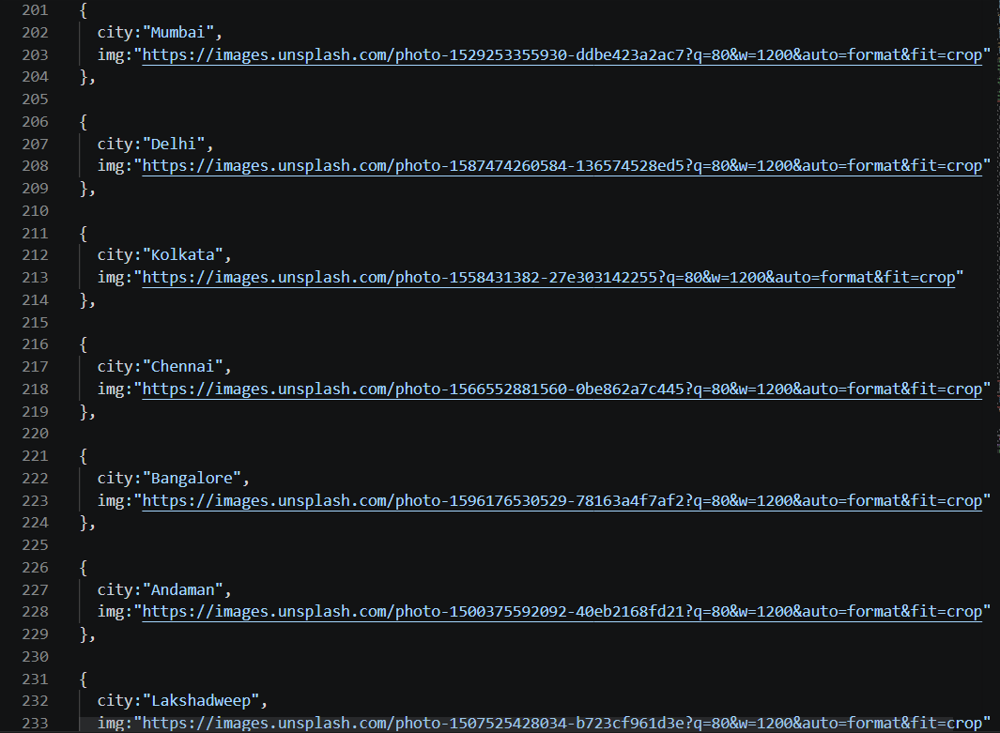 201 {
202 city:"Mumbai",
203 img:"https://images.unsplash.com/photo-1529253355930-ddbe423a2ac7?q=80&w=1200&auto=format&fit=crop"
204 },
205
206 {
207 city:"Delhi",
208 img:"https://images.unsplash.com/photo-1587474260584-136574528ed5?q=80&w=1200&auto=format&fit=crop"
209 },
210
211 {
212 city:"Kolkata",
213 img:"https://images.unsplash.com/photo-1558431382-27e303142255?q=80&w=1200&auto=format&fit=crop"
214 },
215
216 {
217 city:"Chennai",
218 img:"https://images.unsplash.com/photo-1566552881560-0be862a7c445?q=80&w=1200&auto=format&fit=crop"
219 },
220
221 {
222 city:"Bangalore",
223 img:"https://images.unsplash.com/photo-1596176530529-78163a4f7af2?q=80&w=1200&auto=format&fit=crop"
224 },
225
226 {
227 city:"Andaman",
228 img:"https://images.unsplash.com/photo-1500375592092-40eb2168fd21?q=80&w=1200&auto=format&fit=crop"
229 },
230
231 {
232 city:"Lakshadweep",
233 img:"https://images.unsplash.com/photo-1507525428034-b723cf961d3e?q=80&w=1200&auto=format&fit=crop"